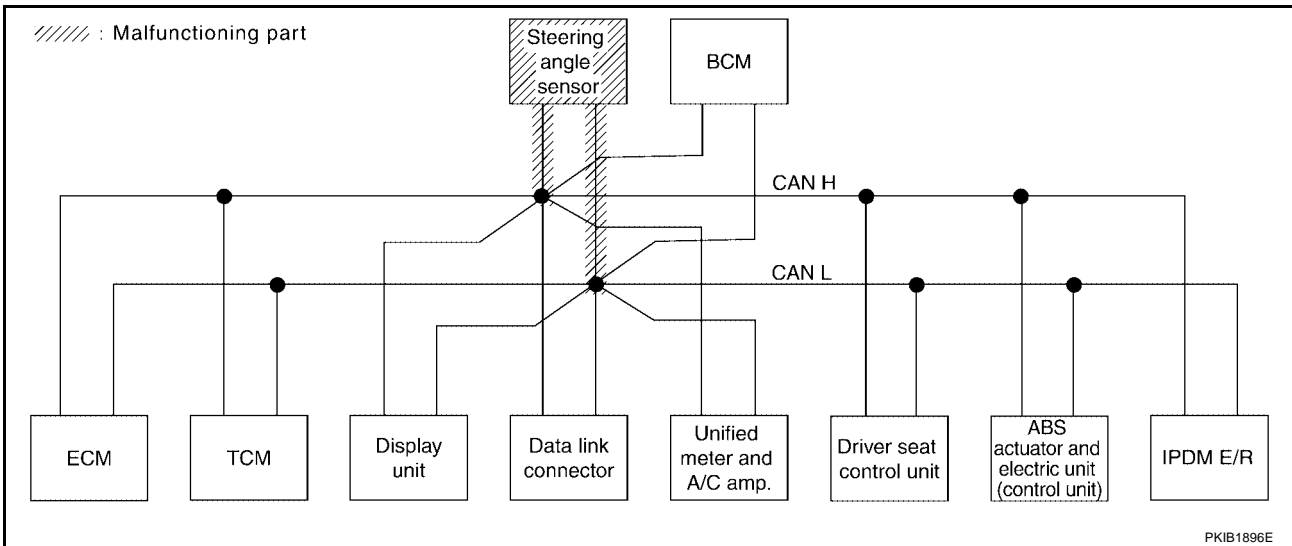 : Malfunctioning part
Steering
angle
sensor
BCM
CAN H
CAN L
ECM
TCM
Display
unit
Data link
connector
Unified
meter and
A/C amp.
Driver seat
control unit
ABS
actuator and
electric unit
(control unit)
IPDM E/R
PKIB1896E